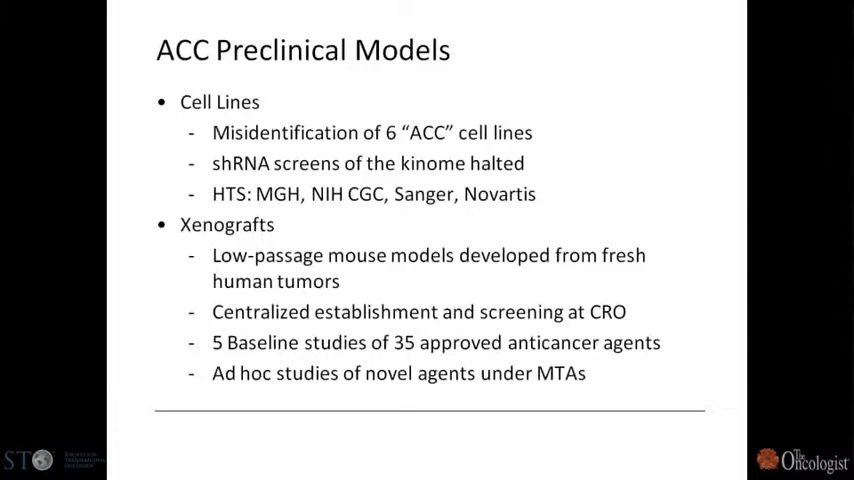 ACC Preclinical Models
• Cell Lines
- Misidentification of 6 “ACC” cell lines
- shRNA screens of the kinome halted
- HTS: MGH, NIH CGC, Sanger, Novartis
• Xenografts
- Low-passage mouse models developed from fresh
human tumors
- Centralized establishment and screening at CRO
- 5 Baseline studies of 35 approved anticancer agents
- Ad hoc studies of novel agents under MTAs
The
Oncologist